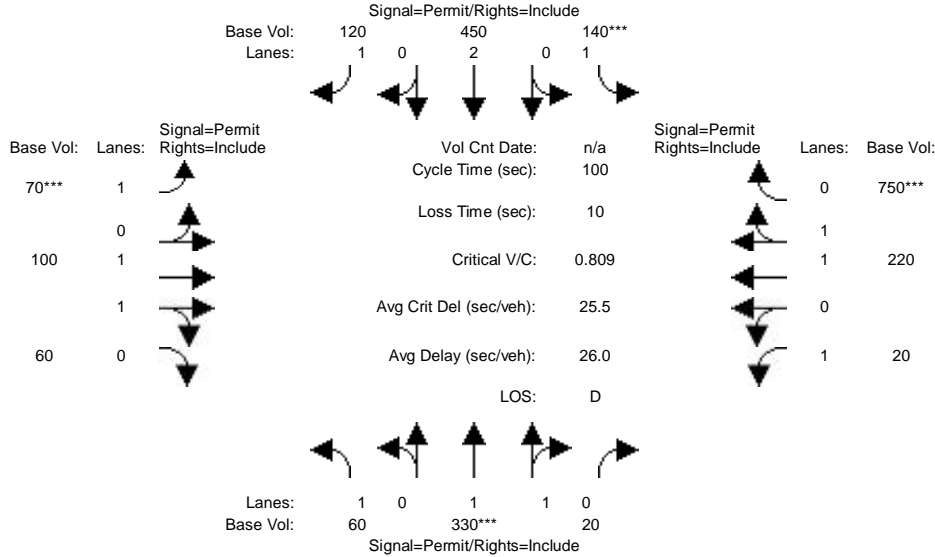 Signal=Permit/Rights=Include
Base Vol: 120 450 140***
Lanes: 1 0 2 0 1
Signal=Permit
Base Vol: Lanes: Rights=Include
Vol Cnt Date: n/a
Signal=Permit
Rights=Include Lanes: Base Vol:
Cycle Time (sec): 100
70*** 1
0 750***
Loss Time (sec): 10
0
1
100 1
Critical V/C: 0.809
1 220
1
Avg Crit Del (sec/veh): 25.5
0
60 0
Avg Delay (sec/veh): 26.0
1 20
LOS: D
Lanes: 1 0 1 1 0
Base Vol: 60 330*** 20
Signal=Permit/Rights=Include